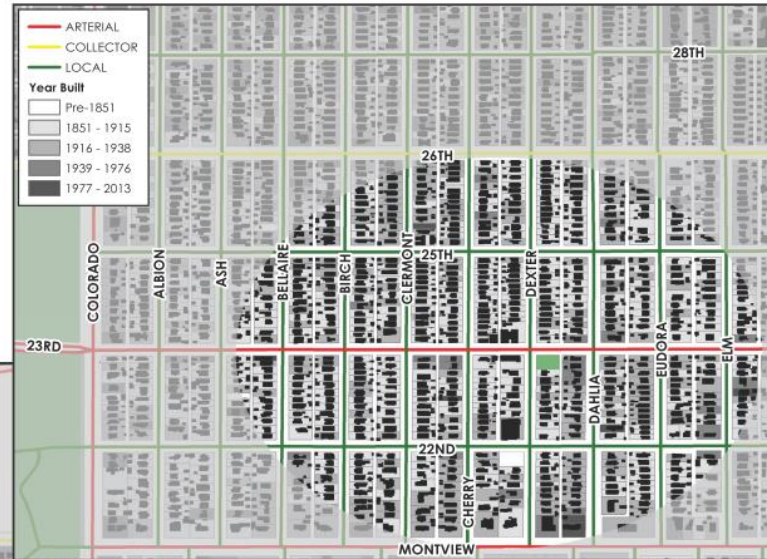 ARTERIAL
COLLECTOR
LOCAL
Year Built
Pre-1851
1851 - 1915
1916 - 1938
1939 - 1976
1977 - 2013
28TH
26TH
25TH
COLORADO
ALBION
ASH
BELLAIRE
BIRCH
CLERMONT
DEXTER
EUDORA
ELM
23RD
DAHLIA
22ND
CHERRY
MONTVIEW